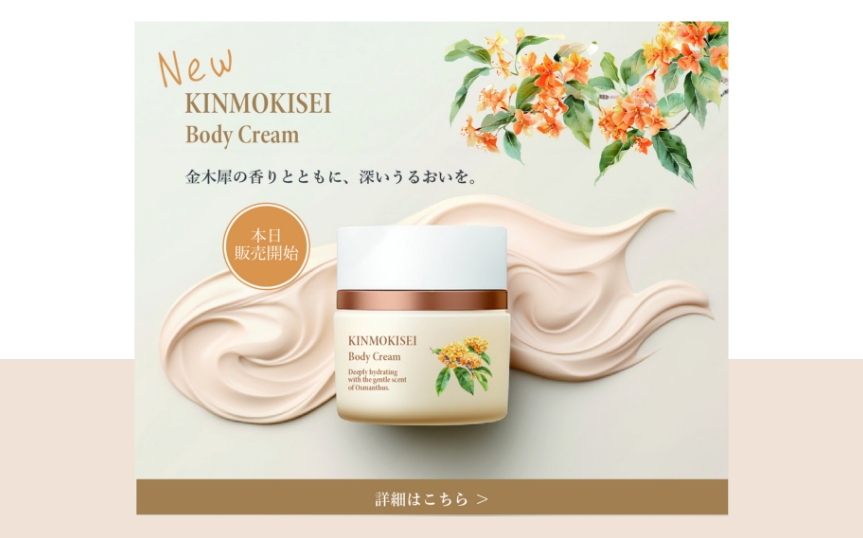 New
KINMOKISEI
Body Cream
金木犀の香りとともに、深いうるおいを。
本日
販売開始
KINMOKISEI
Body Cream
Deeply hydrating
with the gentle scent
of Osmanthus.
詳細はこちら >